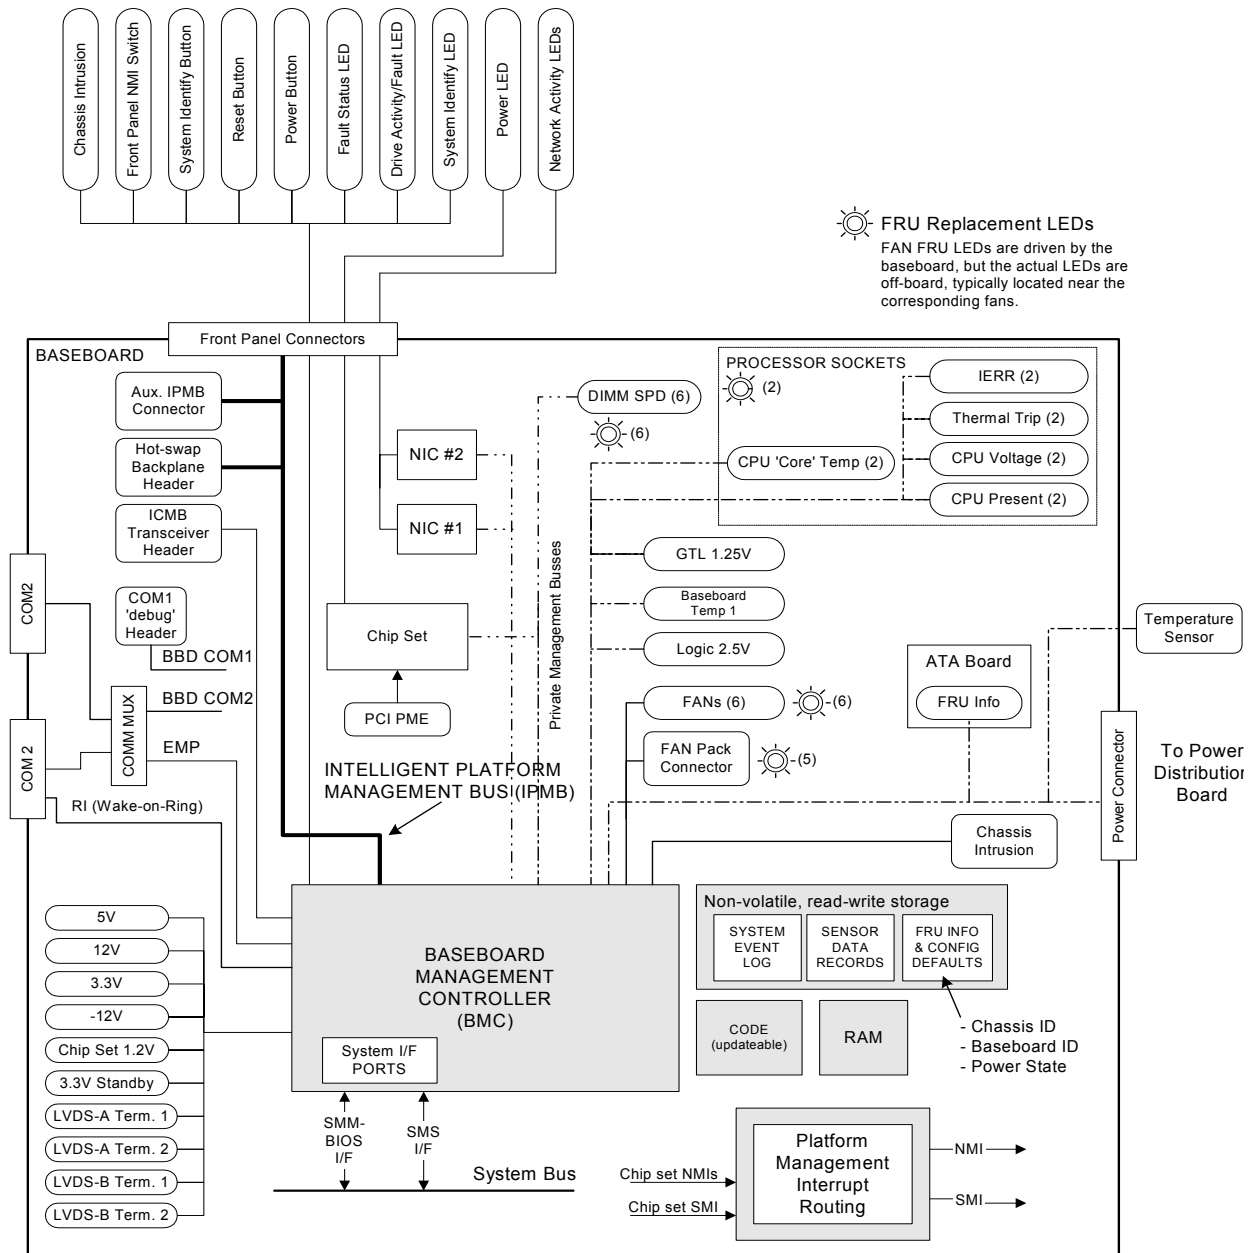 Chassis Intrusion
Front Panel NMI Switch
System Identify Button
Reset Button
Power Button
Fault Status LED
Drive Activity/Fault LED
System Identify LED
Power LED
Network Activity LEDs
FRU Replacement LEDs
FAN FRU LEDs are driven by the
baseboard, but the actual LEDs are
off-board, typically located near the
corresponding fans.
Front Panel Connectors
BASEBOARD
Aux. IPMB
Connector
Hot-swap
Backplane
Header
ICMB
Transceiver
Header
COM1
'debug'
Header
COM2
COM 2
BBD COM1
BBD COM2
COMM MUX
EMP
RI (Wake-on-Ring)
NIC #2
NIC #1
Chip Set
PCI PME
INTELLIGENT PLATFORM
MANAGEMENT BUS (IPMB)
Private Management Busses
DIMM SPD (6)
(6)
PROCESSOR SOCKETS
(2)
IERR (2)
Thermal Trip (2)
CPU 'Core' Temp (2)
CPU Voltage (2)
CPU Present (2)
GTL 1.25V
Baseboard
Temp 1
Logic 2.5V
FANs (6)
(6)
FAN Pack
Connector
(5)
ATA Board
FRU Info
Temperature
Sensor
Power Connector
To Power
Distribution
Board
Chassis
Intrusion
5V
12V
3.3V
-12V
Chip Set 1.2V
3.3V Standby
LVDS-A Term. 1
LVDS-A Term. 2
LVDS-B Term. 1
LVDS-B Term. 2
BASEBOARD
MANAGEMENT
CONTROLLER
(BMC)
System I/F
PORTS
SMM-
BIOS
I/F
SMS
I/F
System Bus
Non-volatile, read-write storage
SYSTEM
EVENT
LOG
SENSOR
DATA
RECORDS
FRU INFO
& CONFIG
DEFAULTS
CODE
(updateable)
RAM
- Chassis ID
- Baseboard ID
- Power State
Chip set NMIs
Chip set SMI
Platform
Management
Interrupt
Routing
NMI
SMI